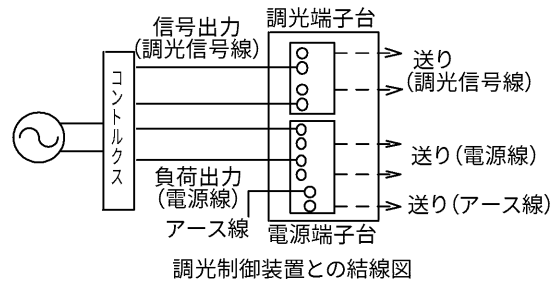 調光端子台
信号出力
(調光信号線)
送り
(調光信号線)
コントルクス
送り(電源線)
負荷出力
(電源線)
送り(アース線)
アース線
電源端子台
調光制御装置との結線図